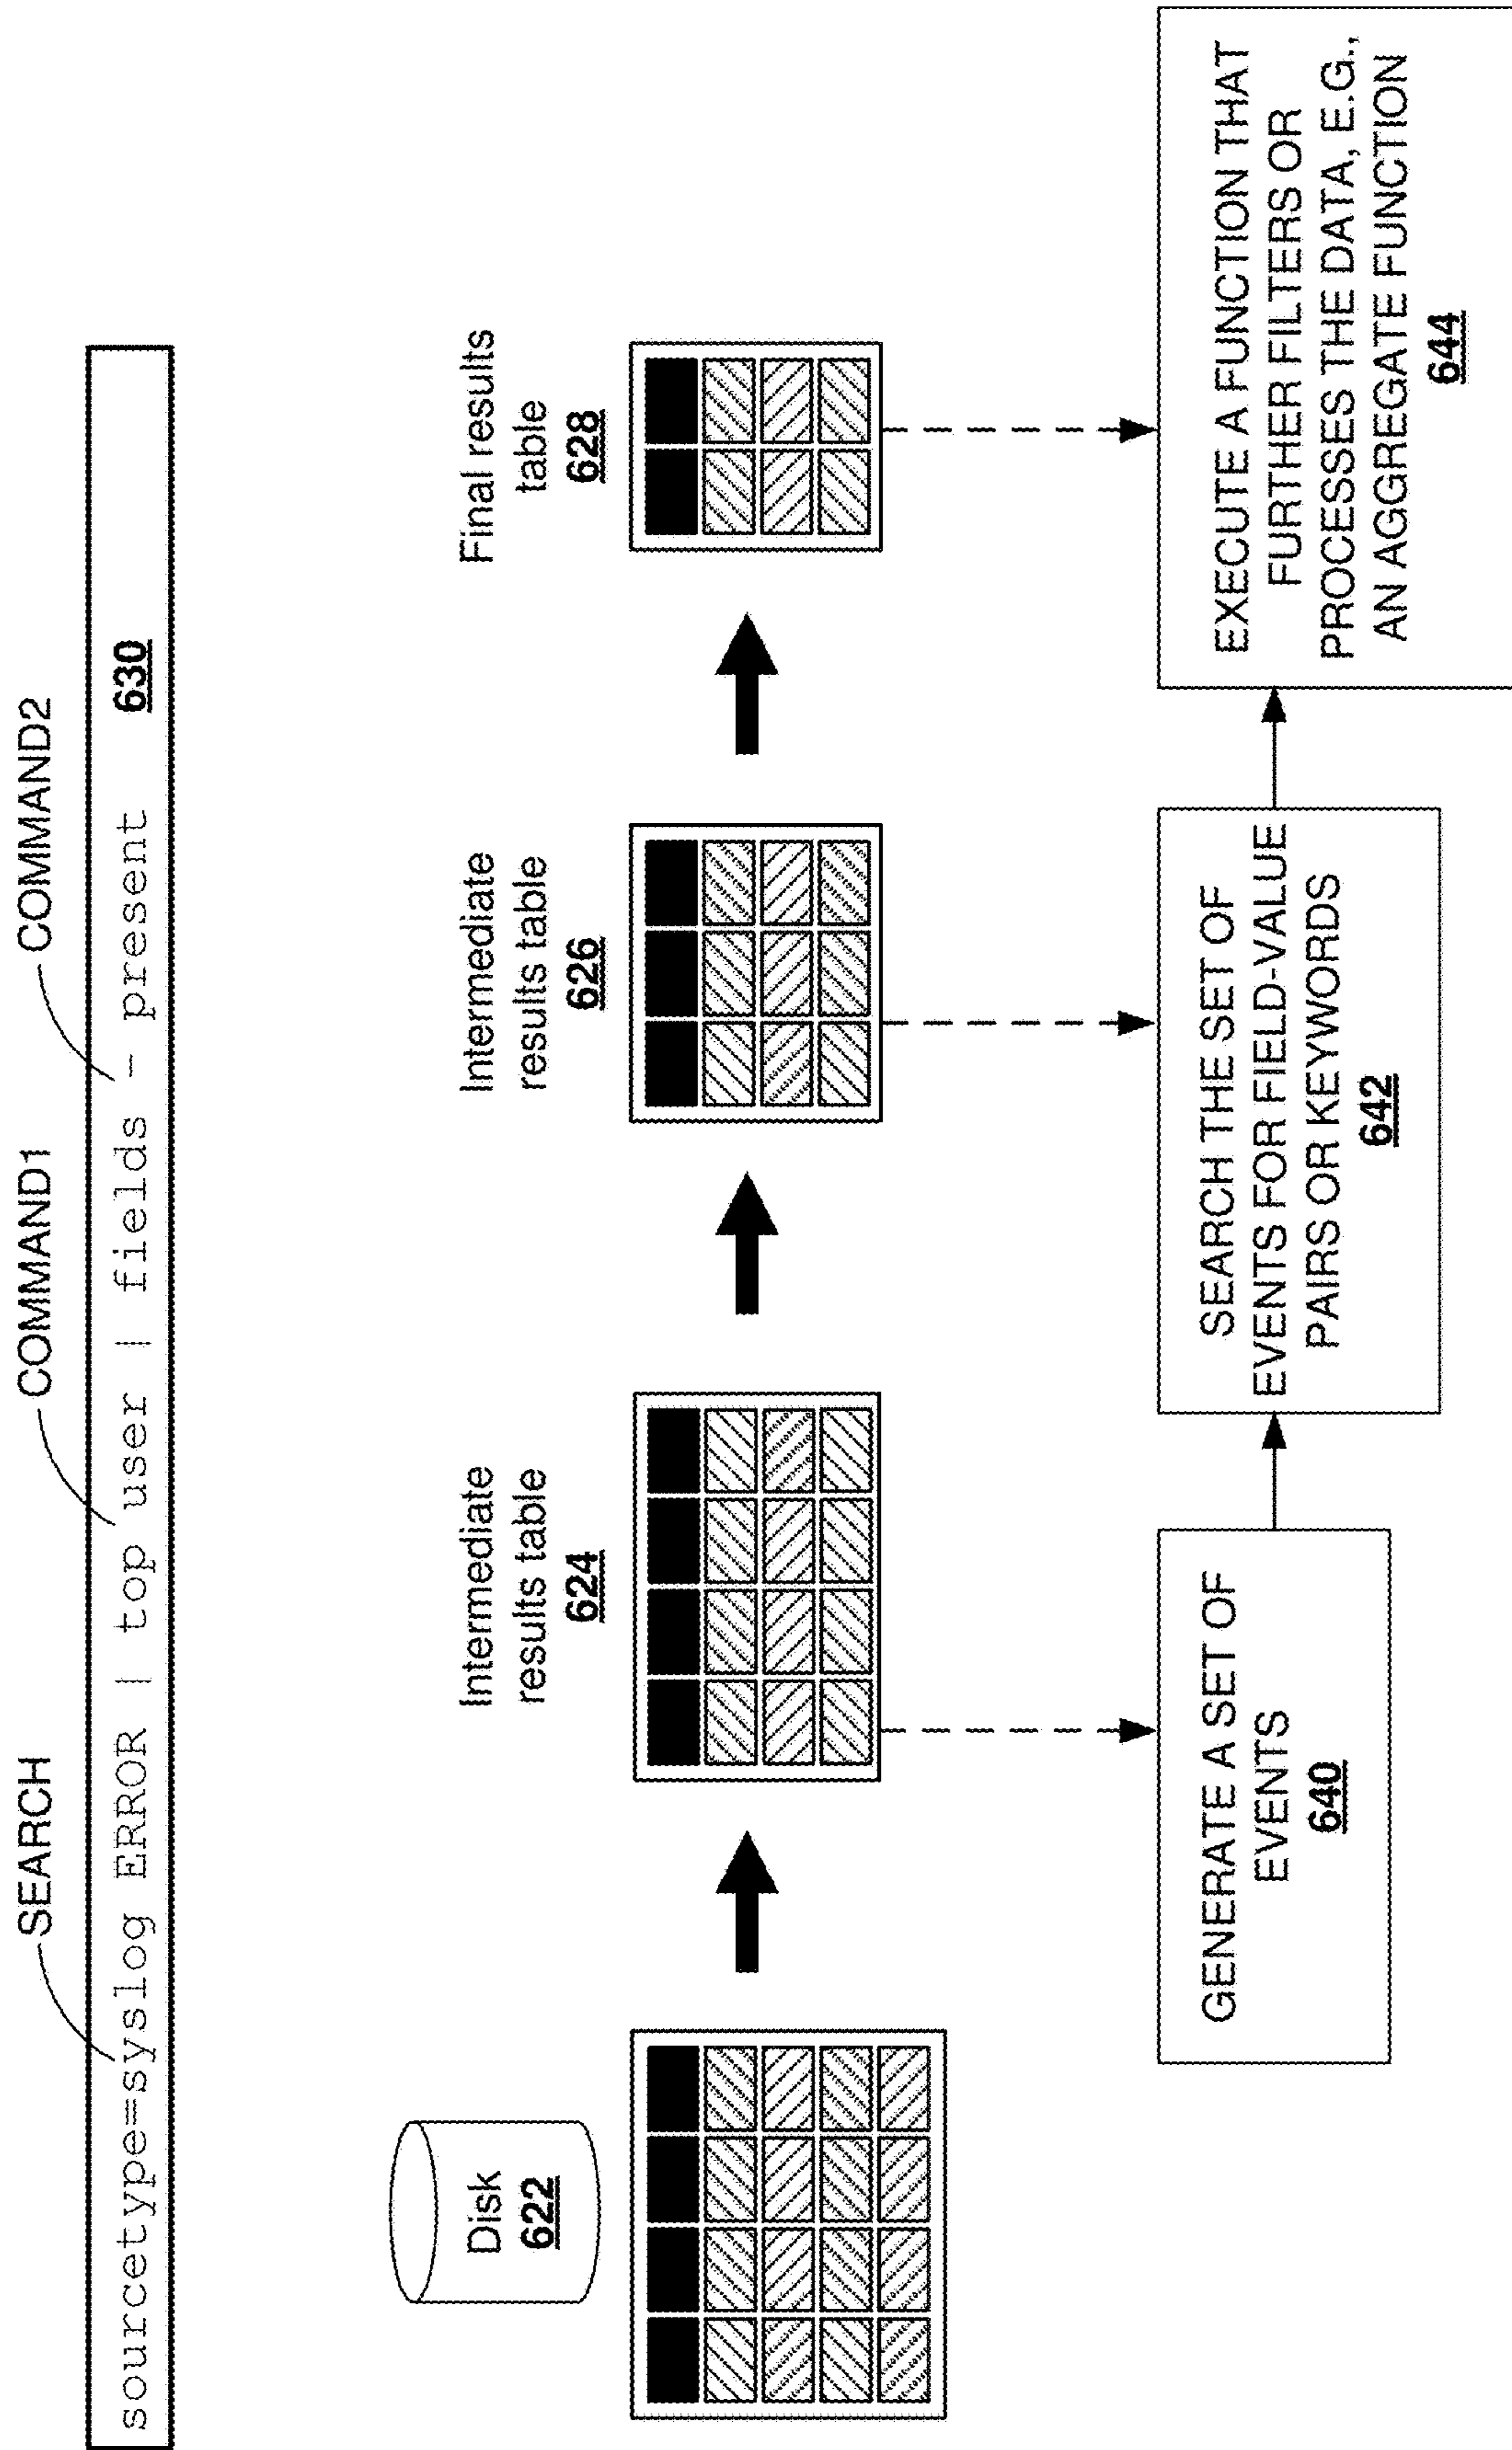 SEARCH
COMMAND1
COMMAND2
sourcetype=syslog ERROR | top user | fields – present 630
Disk
622
Intermediate
results table
624
Intermediate
results table
626
Final results
table
628
GENERATE A SET OF
EVENTS
640
SEARCH THE SET OF
EVENTS FOR FIELD-VALUE
PAIRS OR KEYWORDS
642
EXECUTE A FUNCTION THAT
FURTHER FILTERS OR
PROCESSES THE DATA, E.G.,
AN AGGREGATE FUNCTION
644